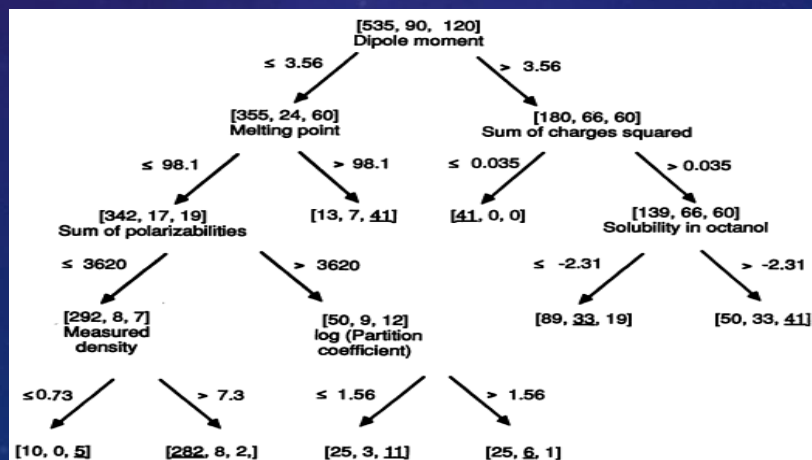 [535, 90, 120]
Dipole moment
≤ 3.56
> 3.56
[355, 24, 60]
Melting point
[180, 66, 60]
Sum of charges squared
≤ 98.1
> 98.1
≤ 0.035
>0.035
[342, 17, 19]
Sum of polarizabilities
[13, 7, 41]
[41, 0, 0]
[139, 66, 60]
Solubility in octanol
≤ 3620
> 3620
≤ -2.31
> -2.31
[292, 8, 7]
Measured
density
[50, 9, 12]
log (Partition
coefficient)
[89, 33, 19]
[50, 33, 41]
≤0.73
> 7.3
≤ 1.56
> 1.56
[10, 0, 5]
[282, 8, 2,]
[25, 3, 11]
[25, 6, 1]